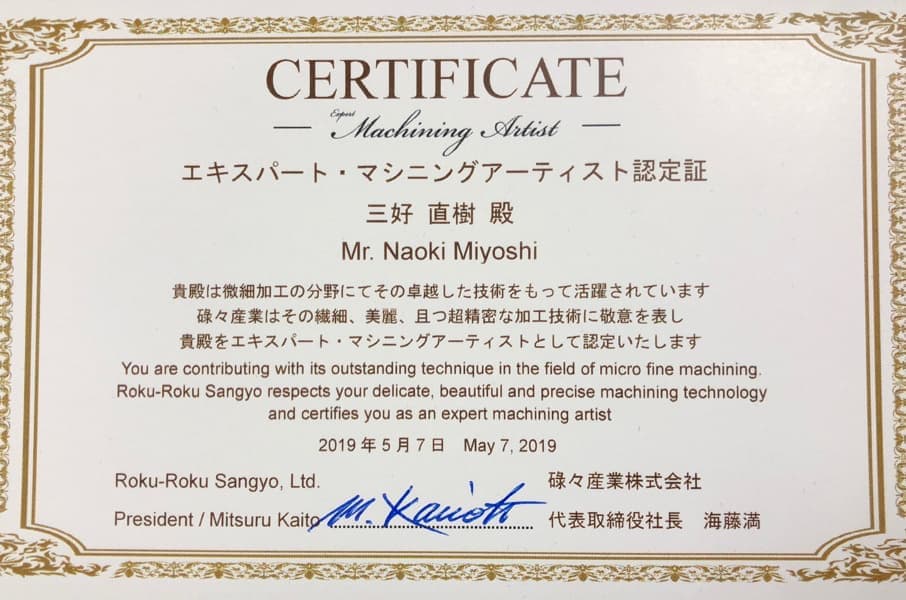 CERTIFICATE
Expert Machining Artist
エキスパート・マシニングアーティスト認定証
三好 直樹 殿
Mr. Naoki Miyoshi
貴殿は微細加工の分野にてその卓越した技術をもって活躍されています
碌々産業はその繊細、美麗、且つ超精密な加工技術に敬意を表し
貴殿をエキスパート・マシニングアーティストとして認定いたします
You are contributing with its outstanding technique in the field of micro fine machining.
Roku-Roku Sangyo respects your delicate, beautiful and precise machining technology
and certifies you as an expert machining artist
2019年5月7日 May 7, 2019
Roku-Roku Sangyo, Ltd. 碌々産業株式会社
President / Mitsuru Kaito M. Kaitoh 代表取締役社長 海藤満